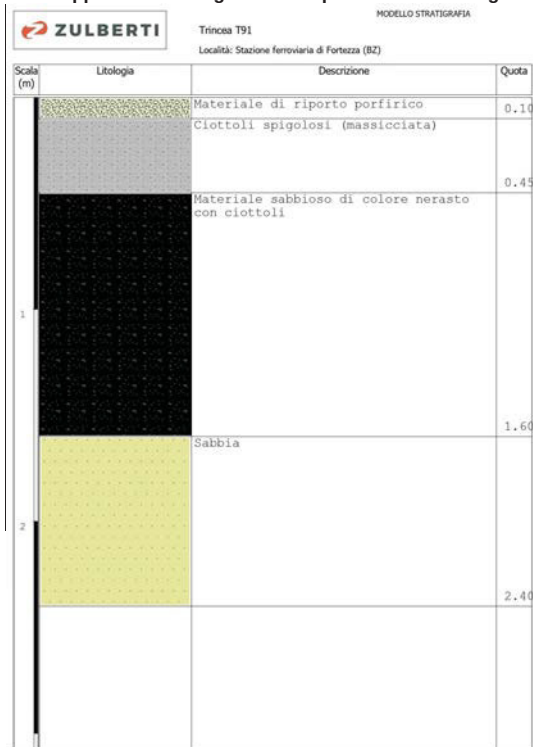 MODELLO STRATIGRAFIA
ZULBERTI
Trincea T91
Località: Stazione ferroviaria di Fortezza (BZ)
Scala (m) Litologia Descrizione Quota
Materiale di riporto porfirico 0.10
Ciottoli spigolosi (massicciata)
0.45
Materiale sabbioso di colore nerasto
con ciottoli
1
1.60
Sabbia
2
2.40